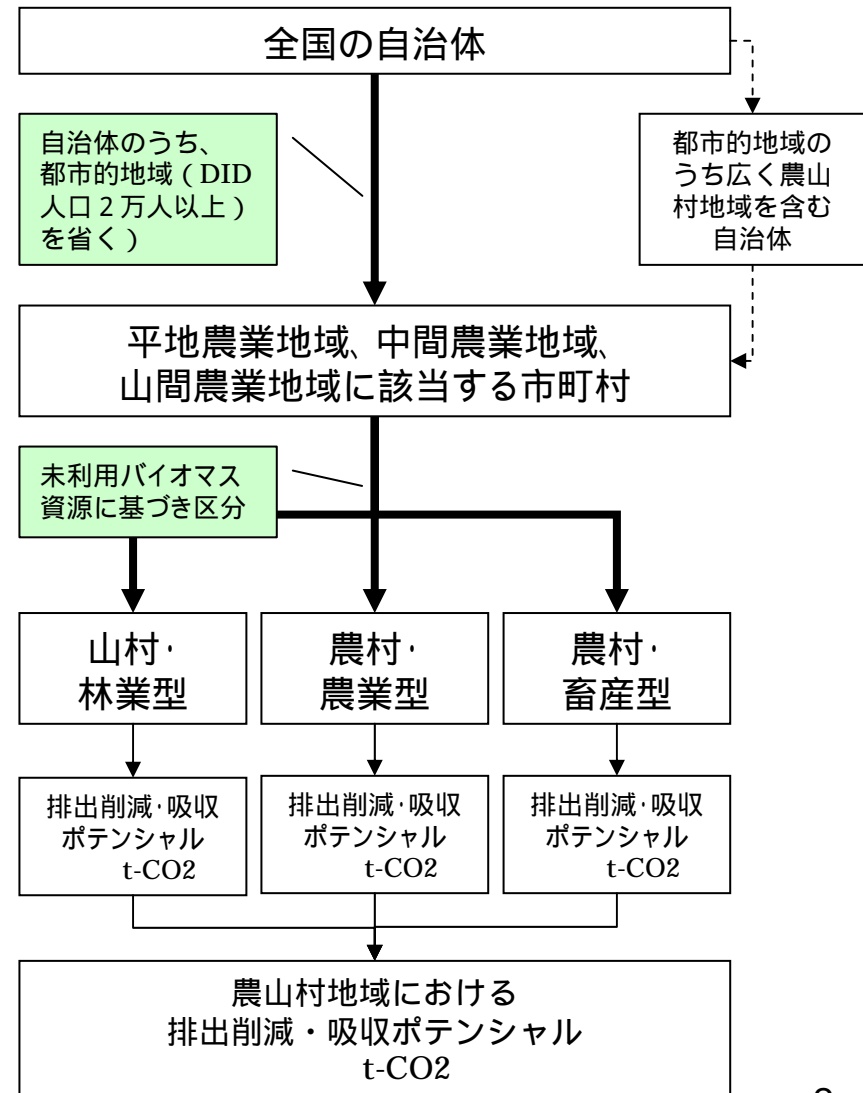 全国の自治体
自治体のうち、
都市的地域（DID
人口２万人以上）
を省く）
都市的地域の
うち広く農山
村地域を含む
自治体
平地農業地域、中間農業地域、
山間農業地域に該当する市町村
未利用バイオマス
資源に基づき区分
山村・
林業型
農村・
農業型
農村・
畜産型
排出削減・吸収
ポテンシャル
t-CO2
排出削減・吸収
ポテンシャル
t-CO2
排出削減・吸収
ポテンシャル
t-CO2
農山村地域における
排出削減・吸収ポテンシャル
t-CO2